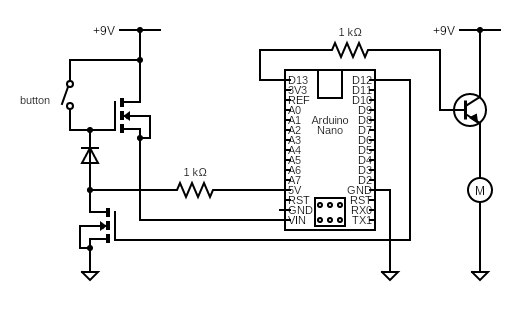 +9V
1 kΩ
+9V
button
D13
3V3
REF
A0
A1
A2
A3
A4
A5
A6
A7
5V
RST
GND
VIN
Arduino
Nano
D12
D11
D10
D9
D8
D7
D6
D5
D4
D3
D2
GND
RST
RX0
TX1
1 kΩ
M